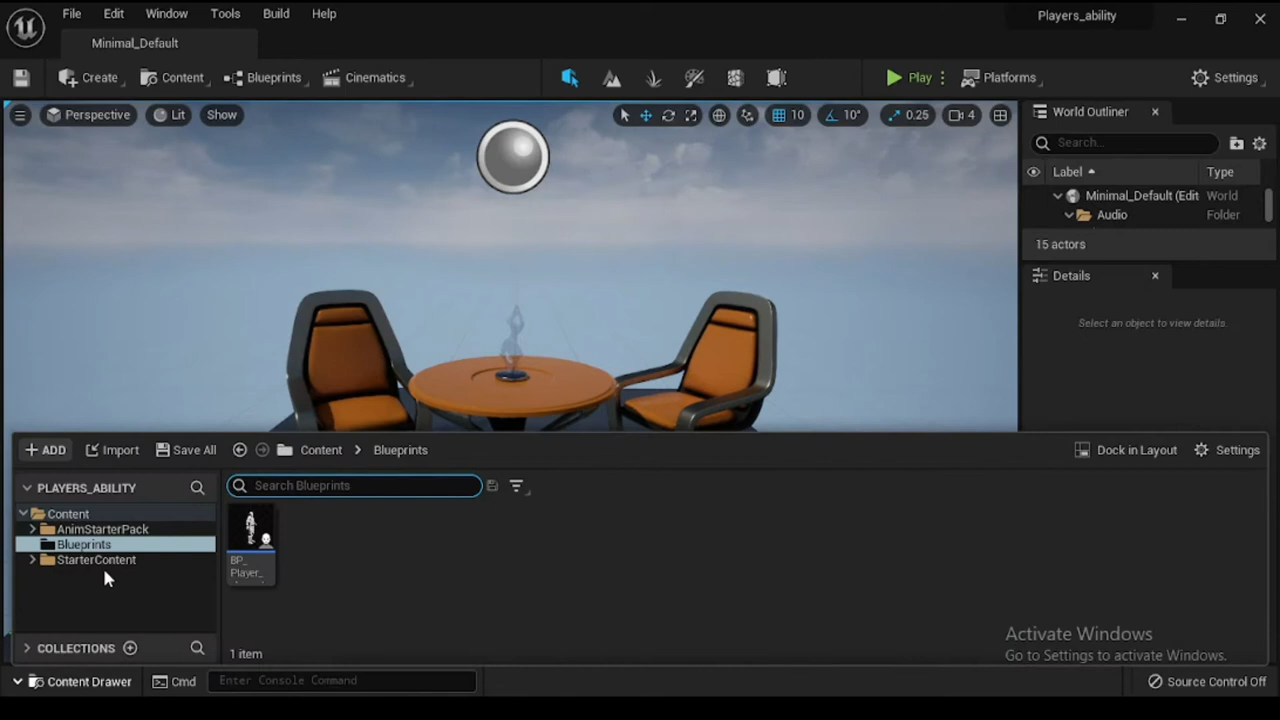 File Edit Window Tools Build Help
Players_ability
Minimal_Default
Create Content Blueprints Cinematics Play Platforms Settings
Perspective Lit Show 10 10° 0.25 4
World Outliner
Search...
Label Type
Minimal_Default (Edit World
Audio Folder
15 actors
Details
Select an object to view details.
+ ADD Import Save All Content Blueprints Dock in Layout Settings
PLAYERS_ABILITY
Search Blueprints
Content
AnimStarterPack
Blueprints
StarterContent
BP_
Player_
COLLECTIONS
1 item
Activate Windows
Go to Settings to activate Windows.
Content Drawer Cmd Enter Console Command Source Control Off